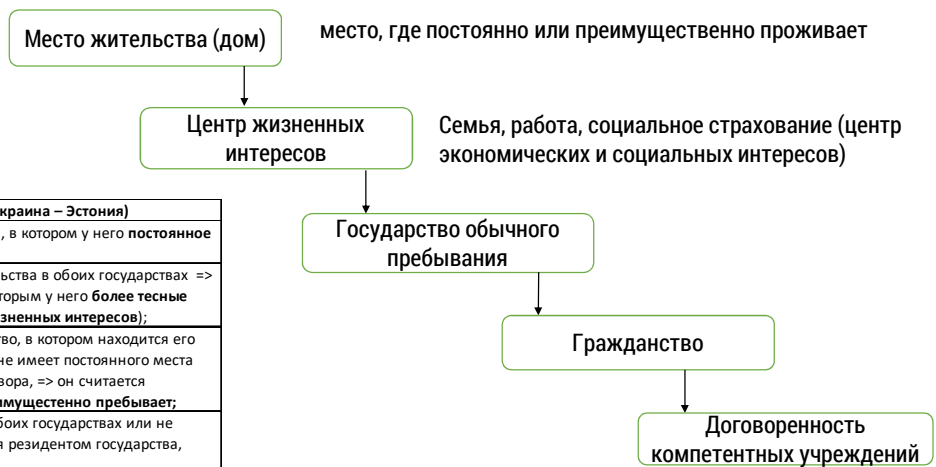 Место жительства (дом)
место, где постоянно или преимущественно проживает
Центр жизненных
интересов
Семья, работа, социальное страхование (центр
экономических и социальных интересов)
Государство обычного
пребывания
Гражданство
Договоренность
компетентных учреждений
краина – Эстония)
, в котором у него постоянное
ьства в обоих государствах =>
торым у него более тесные
зненных интересов);
тво, в котором находится его
не имеет постоянного места
вора, => он считается
имущестенно пребывает;
боих государствах или не
я резидентом государства,